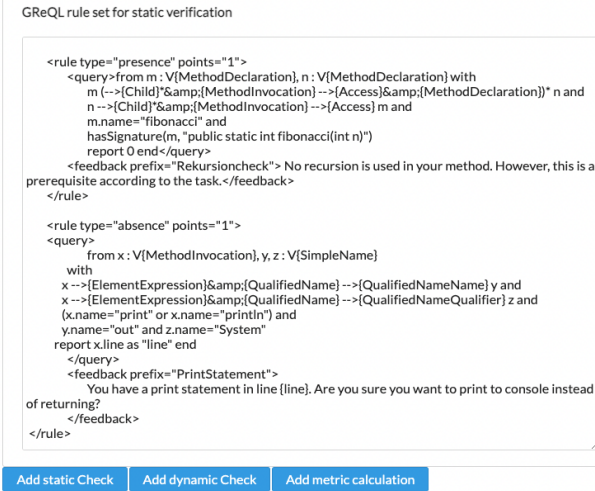 GReQL rule set for static verification
<rule type="presence" points="1">
<query>from m : V{MethodDeclaration}, n : V{MethodDeclaration} with
m (-->{Child}*&amp;{MethodInvocation} -->{Access}&amp;{MethodDeclaration})* n and
n -->{Child}*&amp;{MethodInvocation} -->{Access} m and
m.name="fibonacci" and
hasSignature(m, "public static int fibonacci(int n)")
report 0 end</query>
<feedback prefix="Rekursioncheck"> No recursion is used in your method. However, this is a
prerequisite according to the task.</feedback>
</rule>
<rule type="absence" points="1">
<query>
from x : V{MethodInvocation}, y, z : V{SimpleName}
with
x -->{ElementExpression}&amp;{QualifiedName} -->{QualifiedNameName} y and
x -->{ElementExpression}&amp;{QualifiedName} -->{QualifiedNameQualifier} z and
(x.name="print" or x.name="println") and
y.name="out" and z.name="System"
report x.line as "line" end
</query>
<feedback prefix="PrintStatement">
You have a print statement in line {line}. Are you sure you want to print to console instead
of returning?
</feedback>
</rule>
Add static Check Add dynamic Check Add metric calculation